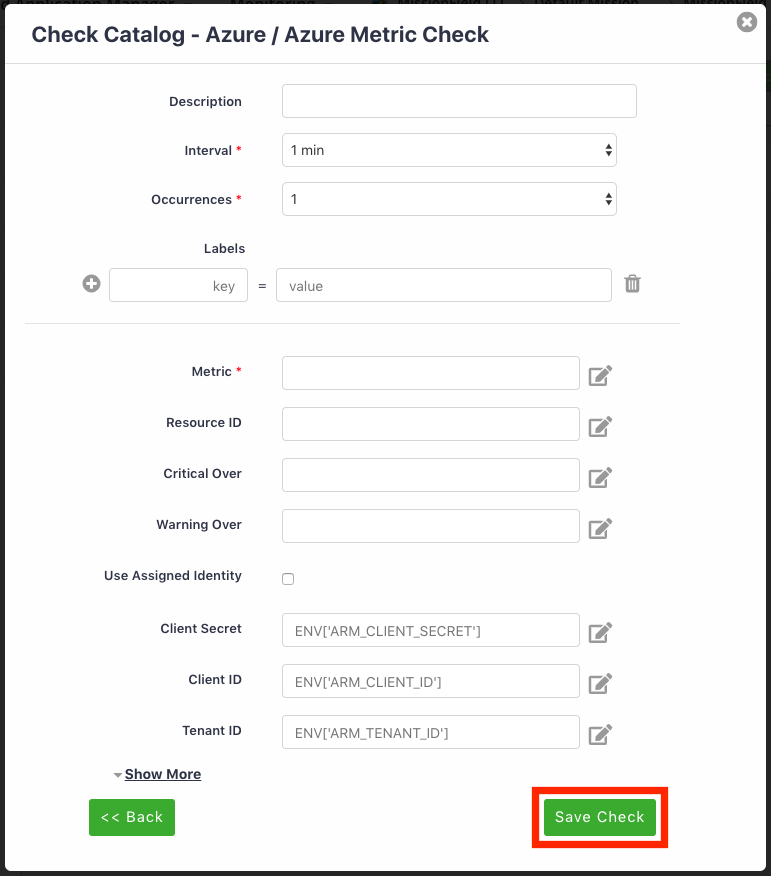 Check Catalog - Azure / Azure Metric Check
Description
Interval *
1 min
Occurrences *
1
Labels
key = value
Metric *
Resource ID
Critical Over
Warning Over
Use Assigned Identity
Client Secret
ENV['ARM_CLIENT_SECRET']
Client ID
ENV['ARM_CLIENT_ID']
Tenant ID
ENV['ARM_TENANT_ID']
Show More
<< Back
Save Check